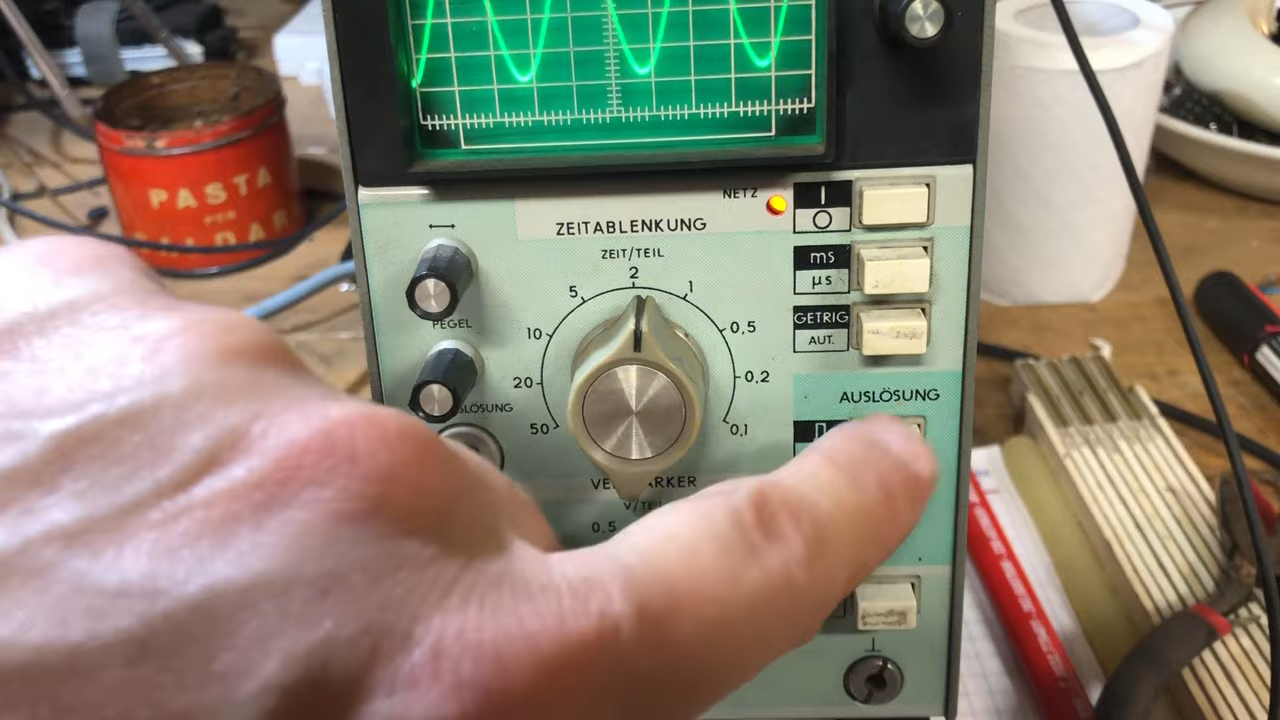 NETZ
I
O
ZEITABLENKUNG
ZEIT/TEIL
ms
µs
2
5
1
10
0,5
20
0,2
50
0,1
PEGEL
GETRIG
AUT.
AUSLÖSUNG
V/TEIL
0.5
PASTA
PER